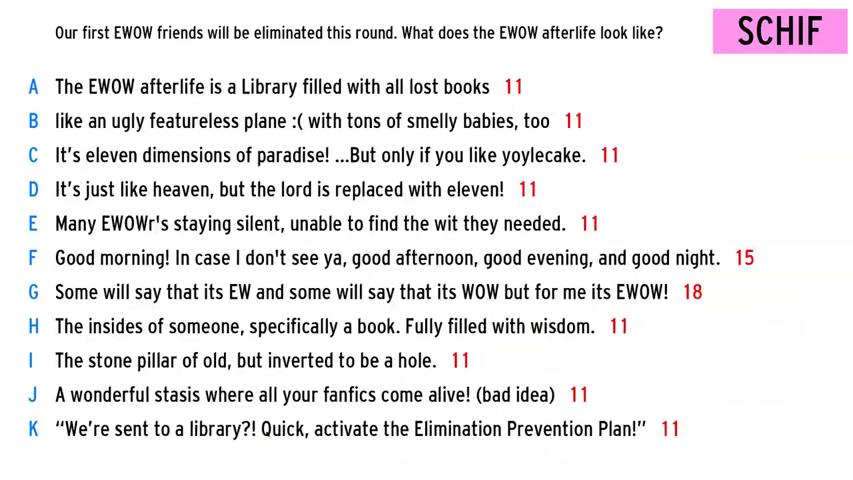 Our first EWOW friends will be eliminated this round. What does the EWOW afterlife look like?
SCHIF
A The EWOW afterlife is a Library filled with all lost books 11
B like an ugly featureless plane :( with tons of smelly babies, too 11
C It’s eleven dimensions of paradise! ...But only if you like yoylecake. 11
D It’s just like heaven, but the lord is replaced with eleven! 11
E Many EWOWr's staying silent, unable to find the wit they needed. 11
F Good morning! In case I don't see ya, good afternoon, good evening, and good night. 15
G Some will say that its EW and some will say that its WOW but for me its EWOW! 18
H The insides of someone, specifically a book. Fully filled with wisdom. 11
I The stone pillar of old, but inverted to be a hole. 11
J A wonderful stasis where all your fanfics come alive! (bad idea) 11
K “We’re sent to a library?! Quick, activate the Elimination Prevention Plan!” 11